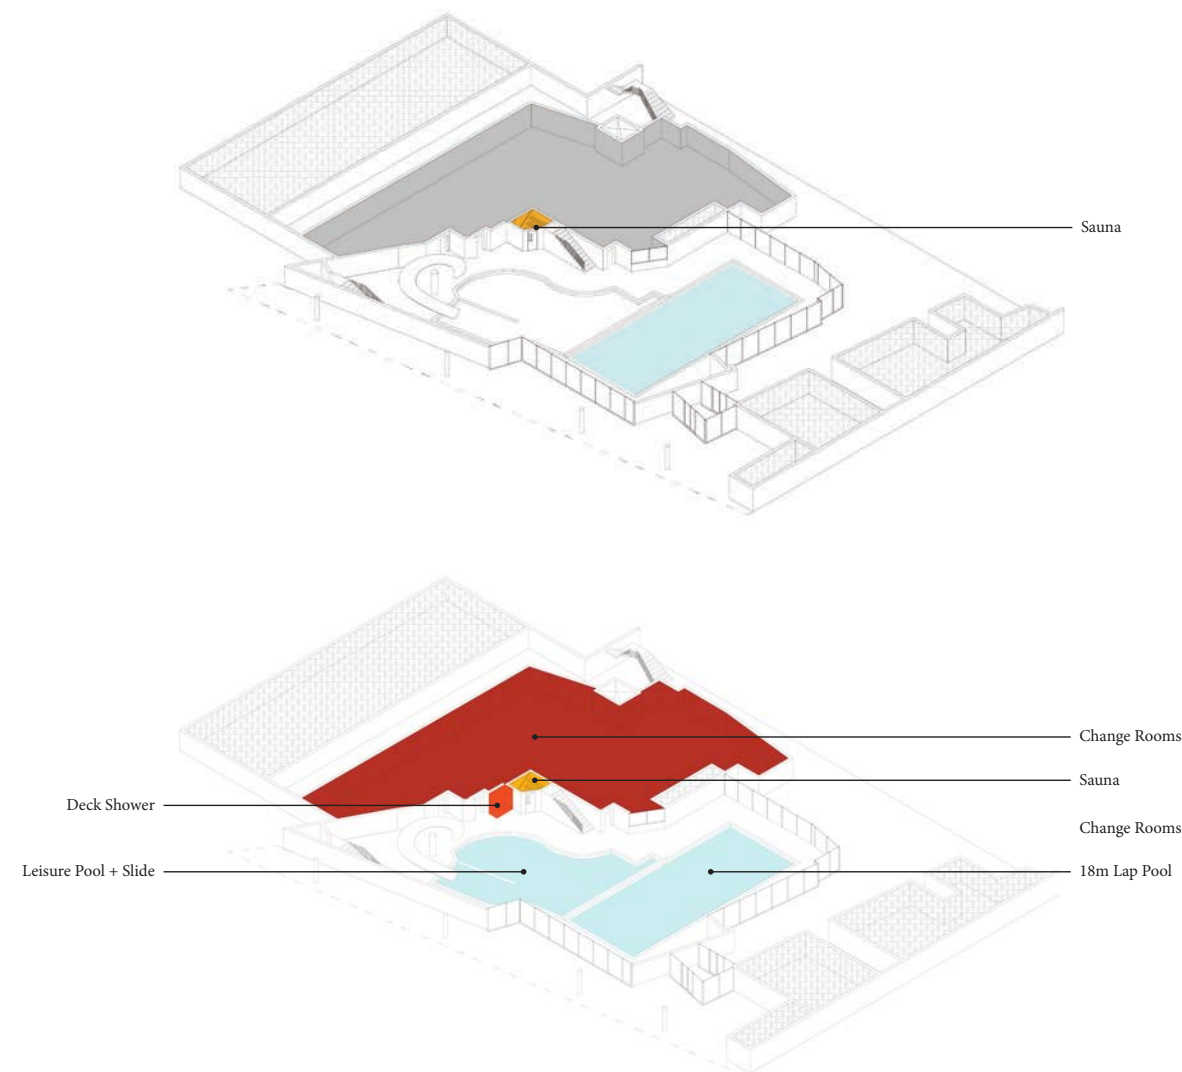 Sauna
Change Rooms
Sauna
Deck Shower
Change Rooms
Leisure Pool + Slide
18m Lap Pool